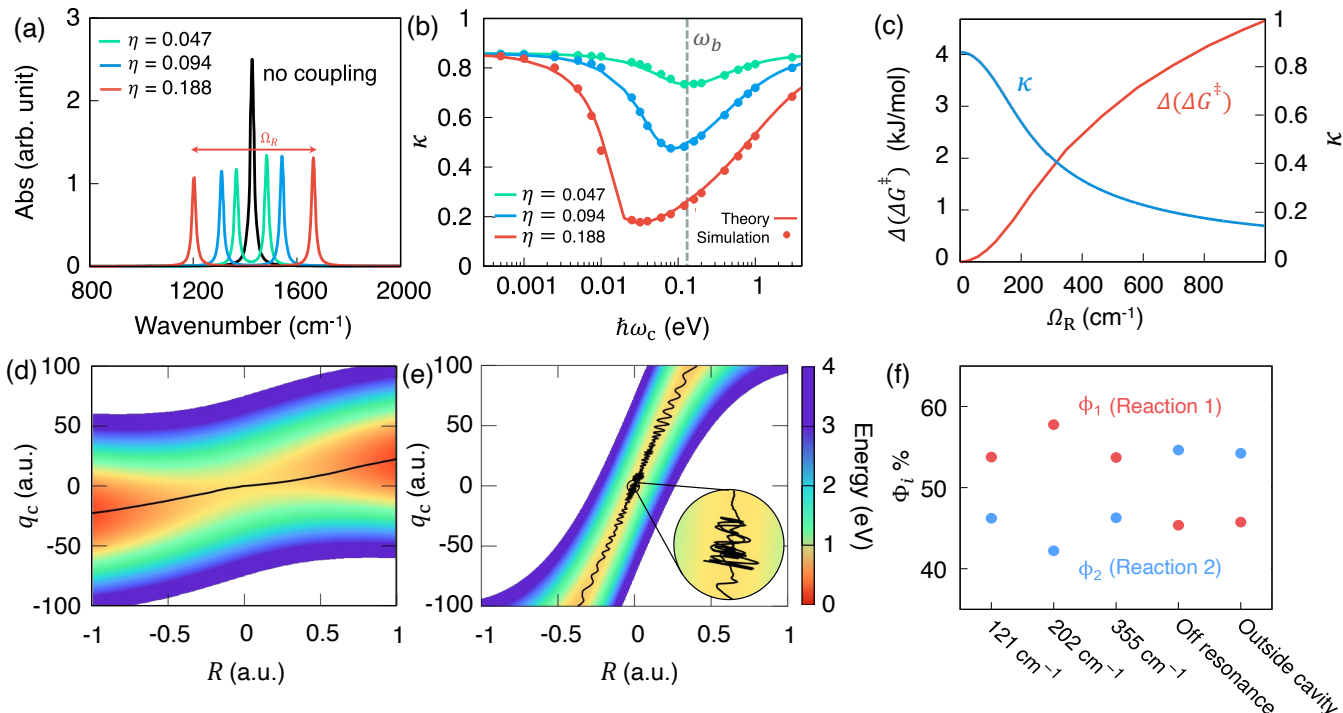 (a)
3
2
1
0
Abs (arb. unit)
η = 0.047
η = 0.094
η = 0.188
no coupling
Ω_R
800
1200
1600
2000
Wavenumber (cm⁻¹)
(b)
1
0.8
0.6
0.4
0.2
0
κ
ω_b
η = 0.047
η = 0.094
η = 0.188
Theory
Simulation
0.001
0.01
0.1
1
ℏω_c (eV)
(c)
4
3
2
1
0
Δ(ΔG‡) (kJ/mol)
κ
Δ(ΔG‡)
1
0.8
0.6
0.4
0.2
0
κ
0
200
400
600
800
Ω_R (cm⁻¹)
(d)
100
50
0
-50
-100
q_c (a.u.)
-1
-0.5
0
0.5
1
R (a.u.)
(e)
100
50
0
-50
-100
q_c (a.u.)
-1
-0.5
0
0.5
1
R (a.u.)
4
3
2
1
0
Energy (eV)
(f)
60
50
40
Φ_i%
ϕ₁ (Reaction 1)
ϕ₂ (Reaction 2)
121 cm⁻¹
202 cm⁻¹
355 cm⁻¹
Off resonance
Outside cavity